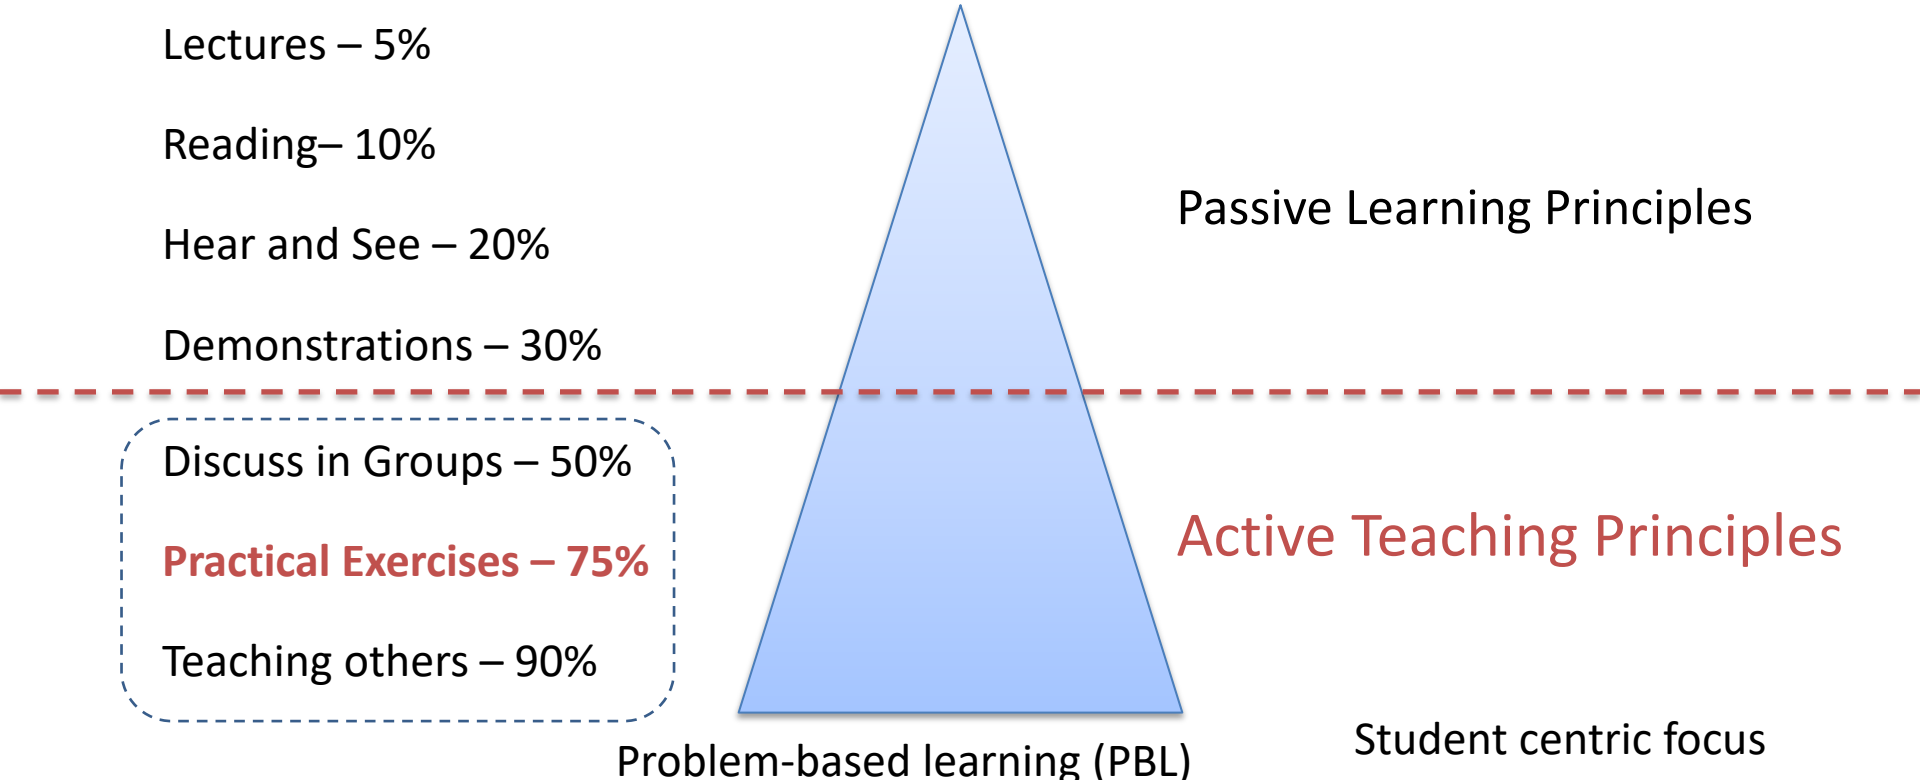 Lectures – 5%
Reading– 10%
Hear and See – 20%
Demonstrations – 30%
Passive Learning Principles
Discuss in Groups – 50%
Practical Exercises – 75%
Teaching others – 90%
Active Teaching Principles
Student centric focus
Problem-based learning (PBL)